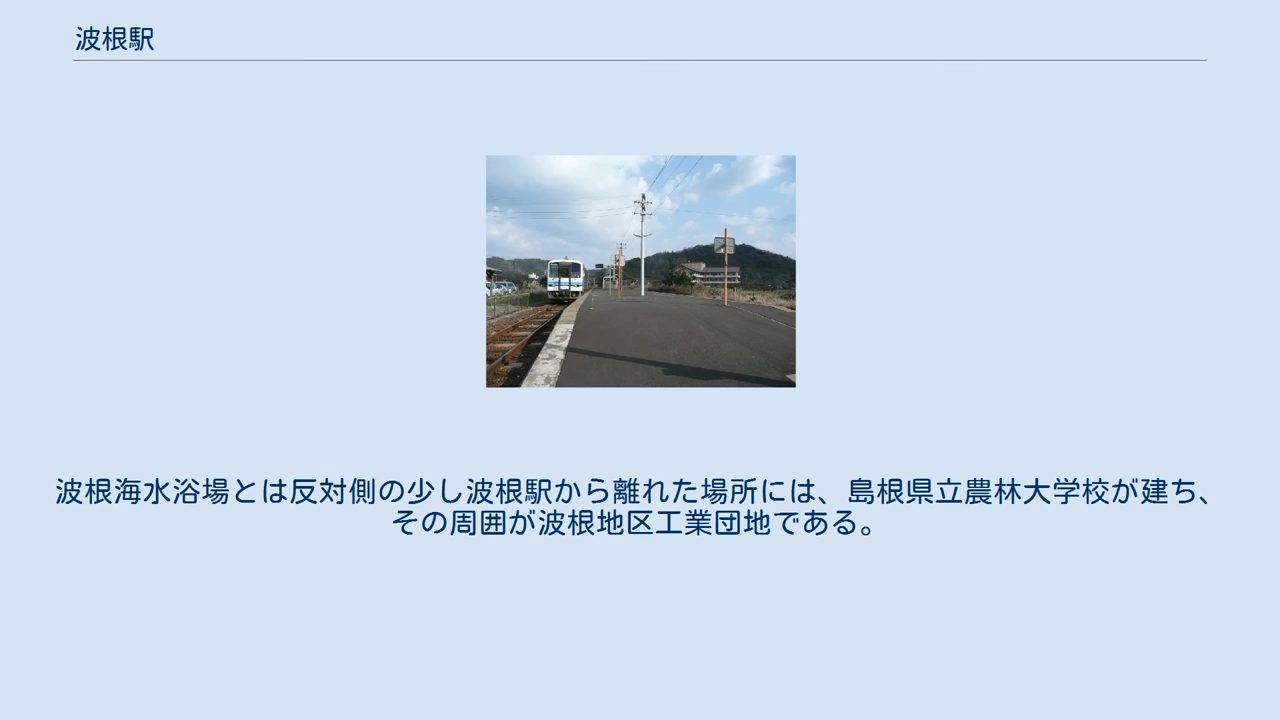 波根駅
波根海水浴場とは反対側の少し波根駅から離れた場所には、島根県立農林大学校が建ち、
その周囲が波根地区工業団地である。